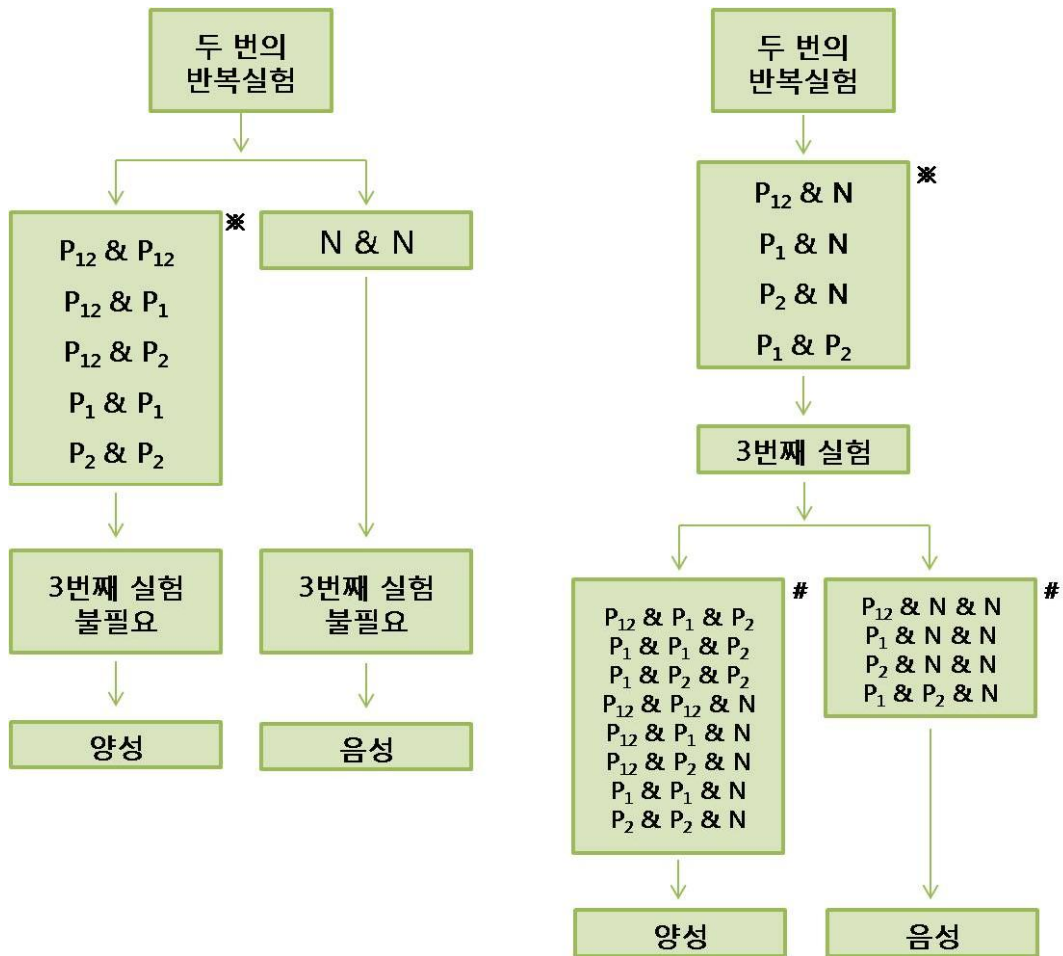 두 번의
반복실험
※
P₁₂ & P₁₂
P₁₂ & P₁
P₁₂ & P₂
P₁ & P₁
P₂ & P₂
N & N
3번째 실험
불필요
3번째 실험
불필요
양성
음성
두 번의
반복실험
※
P₁₂ & N
P₁ & N
P₂ & N
P₁ & P₂
3번째 실험
#
P₁₂ & P₁ & P₂
P₁ & P₁ & P₂
P₁ & P₂ & P₂
P₁₂ & P₁₂ & N
P₁₂ & P₁ & N
P₁₂ & P₂ & N
P₁ & P₁ & N
P₂ & P₂ & N
#
P₁₂ & N & N
P₁ & N & N
P₂ & N & N
P₁ & P₂ & N
양성
음성